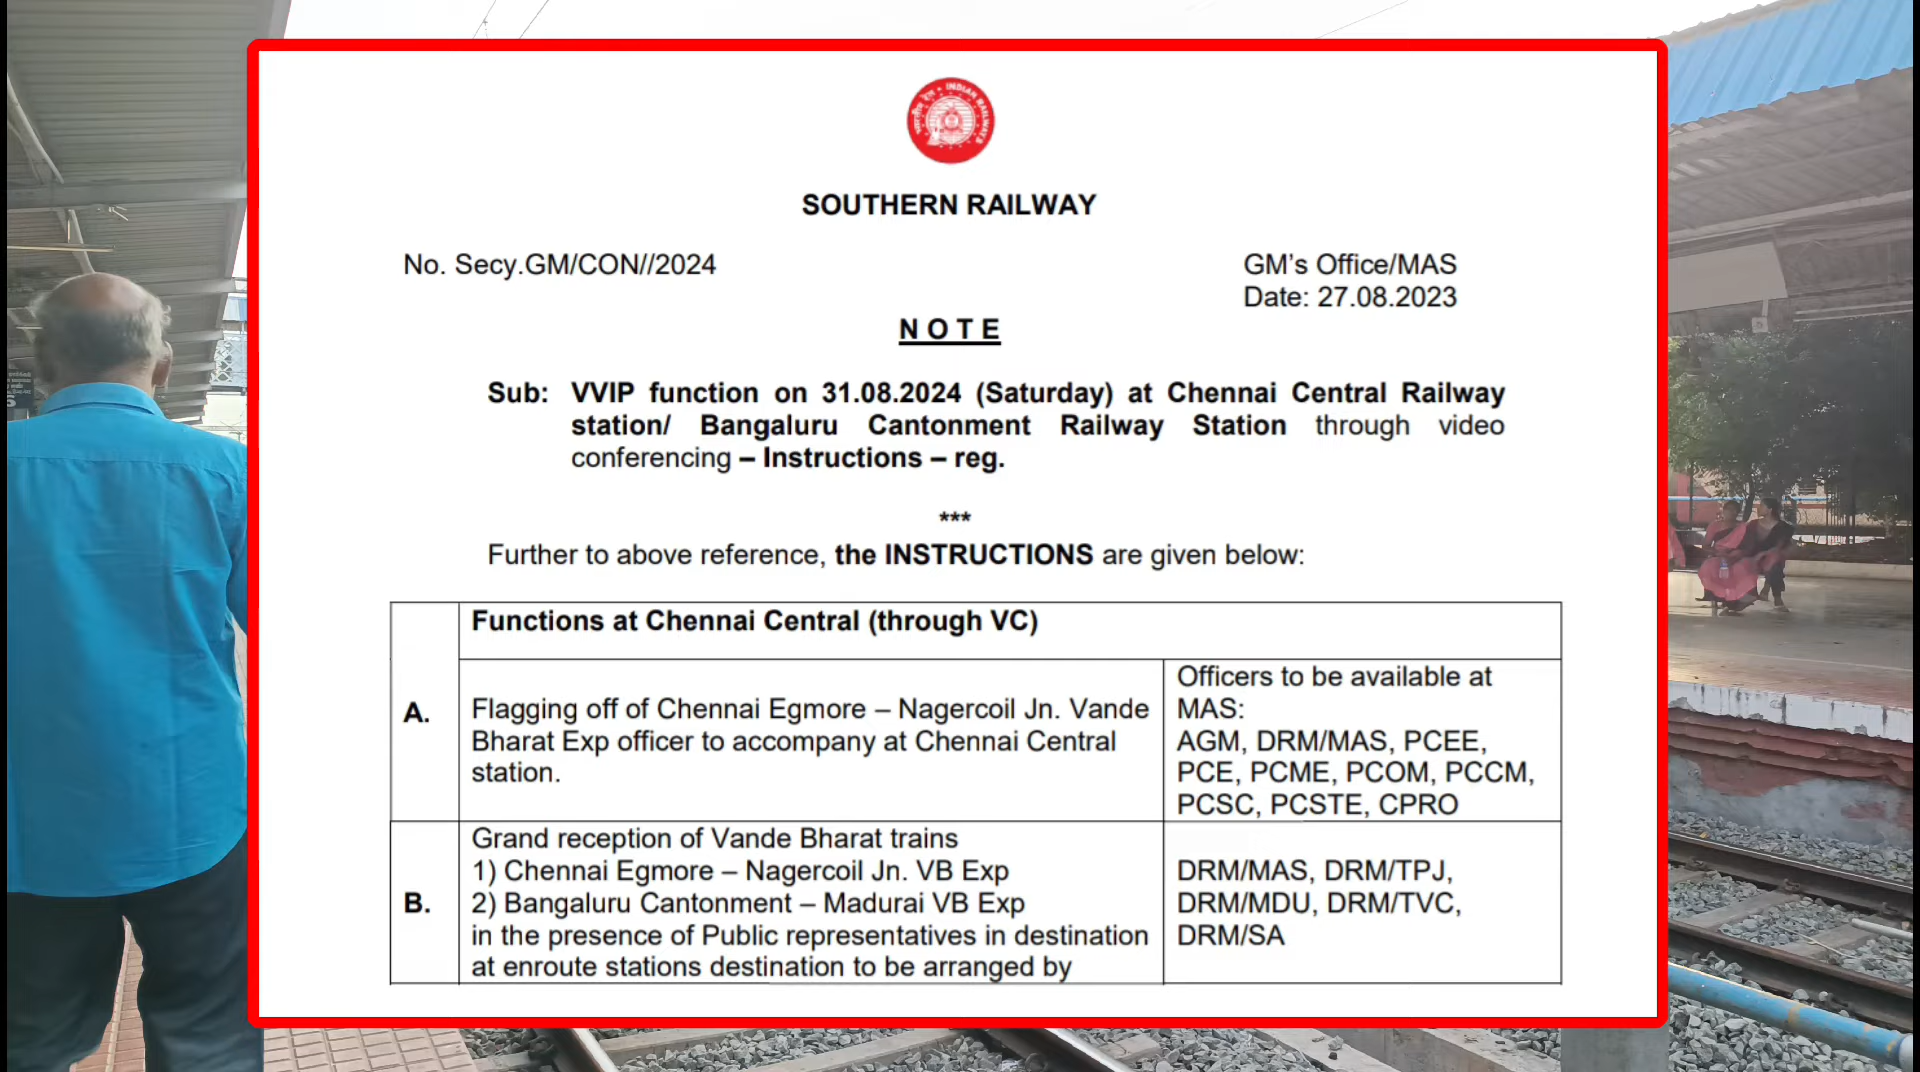 INDIAN RAILWAYS
SOUTHERN RAILWAY
No. Secy.GM/CON//2024
GM's Office/MAS
Date: 27.08.2023
N O T E
Sub: VVIP function on 31.08.2024 (Saturday) at Chennai Central Railway
station/ Bangaluru Cantonment Railway Station through video
conferencing – Instructions – reg.
***
Further to above reference, the INSTRUCTIONS are given below:
Functions at Chennai Central (through VC)
A.
Flagging off of Chennai Egmore – Nagercoil Jn. Vande
Bharat Exp officer to accompany at Chennai Central
station.
Officers to be available at
MAS:
AGM, DRM/MAS, PCEE,
PCE, PCME, PCOM, PCCM,
PCSC, PCSTE, CPRO
B.
Grand reception of Vande Bharat trains
1) Chennai Egmore – Nagercoil Jn. VB Exp
2) Bangaluru Cantonment – Madurai VB Exp
in the presence of Public representatives in destination
at enroute stations destination to be arranged by
DRM/MAS, DRM/TPJ,
DRM/MDU, DRM/TVC,
DRM/SA